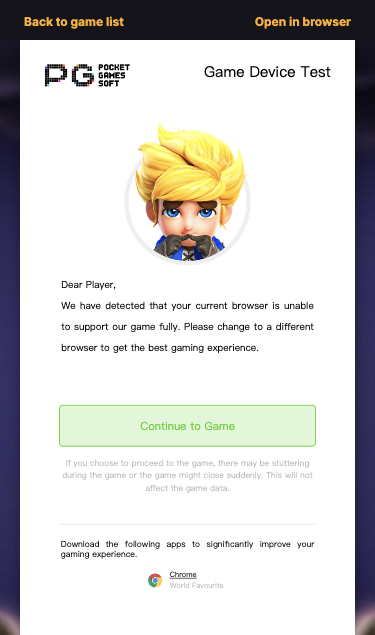 Back to game list
Open in browser
PG POCKET GAMES SOFT
Game Device Test
Dear Player,
We have detected that your current browser is unable
to support our game fully. Please change to a different
browser to get the best gaming experience.
Continue to Game
If you choose to proceed to the game, there may be stuttering
during the game or the game might close suddenly. This will not
affect the game data.
Download the following apps to significantly improve your
gaming experience.
Chrome
World Favourite